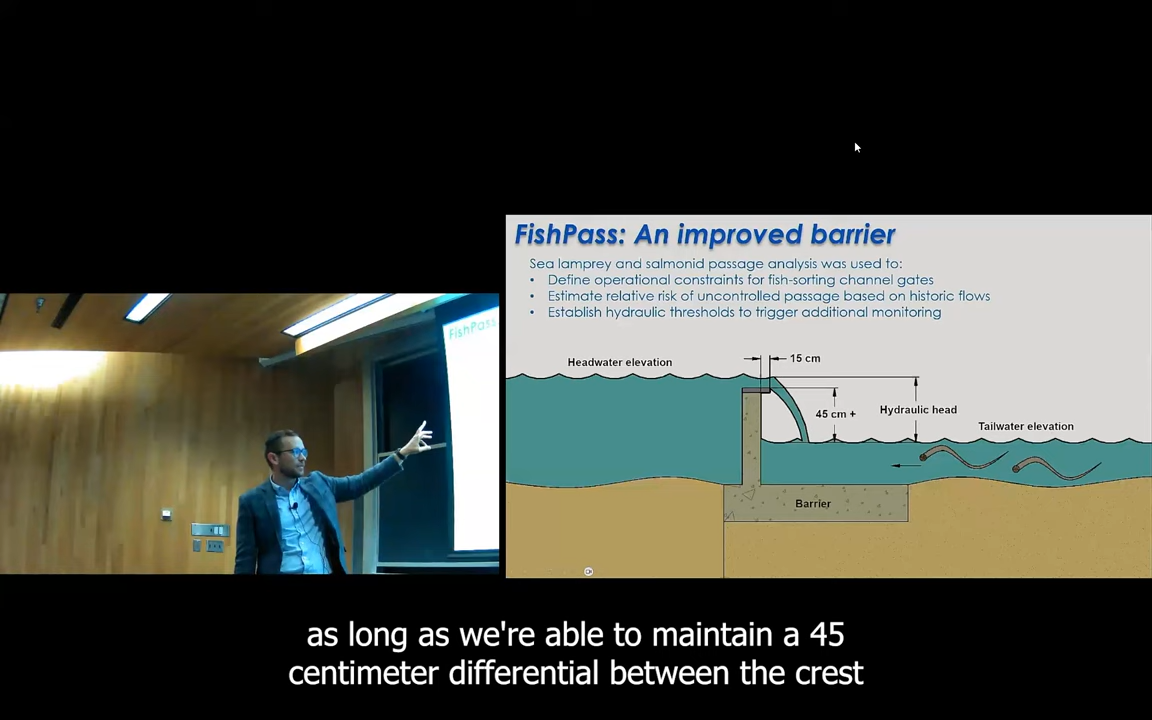 FishPass: An improved barrier
Sea lamprey and salmonid passage analysis was used to:
• Define operational constraints for fish-sorting channel gates
• Estimate relative risk of uncontrolled passage based on historic flows
• Establish hydraulic thresholds to trigger additional monitoring
15 cm
Headwater elevation
45 cm +
Hydraulic head
Tailwater elevation
Barrier
FishPass
as long as we're able to maintain a 45
centimeter differential between the crest